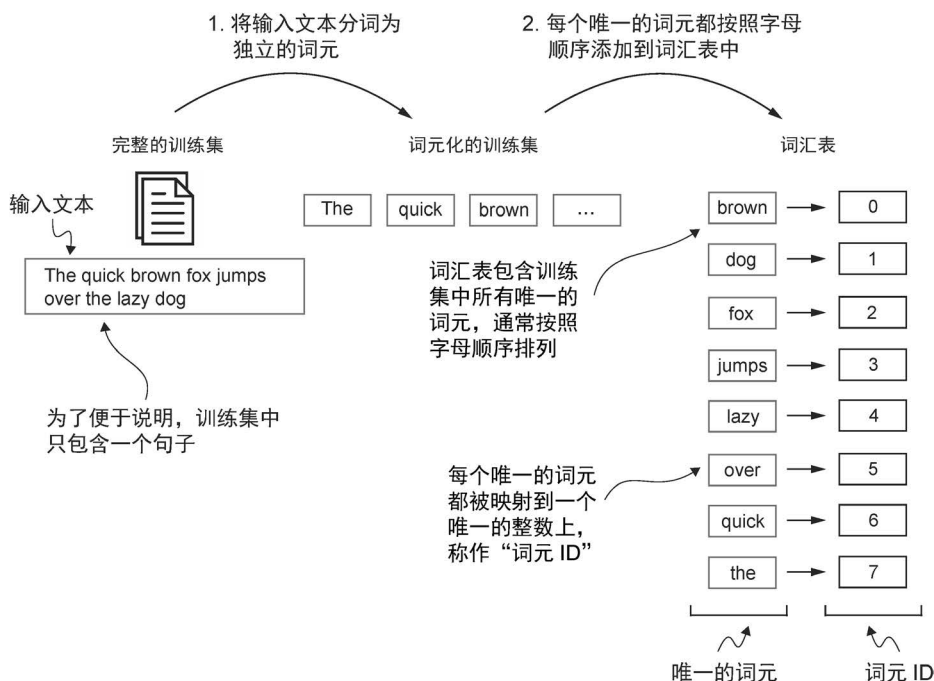 1. 将输入文本分词为
独立的词元
2. 每个唯一的词元都按照字母
顺序添加到词汇表中
完整的训练集
词元化的训练集
词汇表
输入文本
The quick brown fox jumps
over the lazy dog
为了便于说明，训练集中
只包含一个句子
The
quick
brown
…
词汇表包含训练
集中所有唯一的
词元，通常按照
字母顺序排列
每个唯一的词元
都被映射到一个
唯一的整数上，
称作“词元 ID”
brown 0
dog 1
fox 2
jumps 3
lazy 4
over 5
quick 6
the 7
唯一的词元
词元 ID